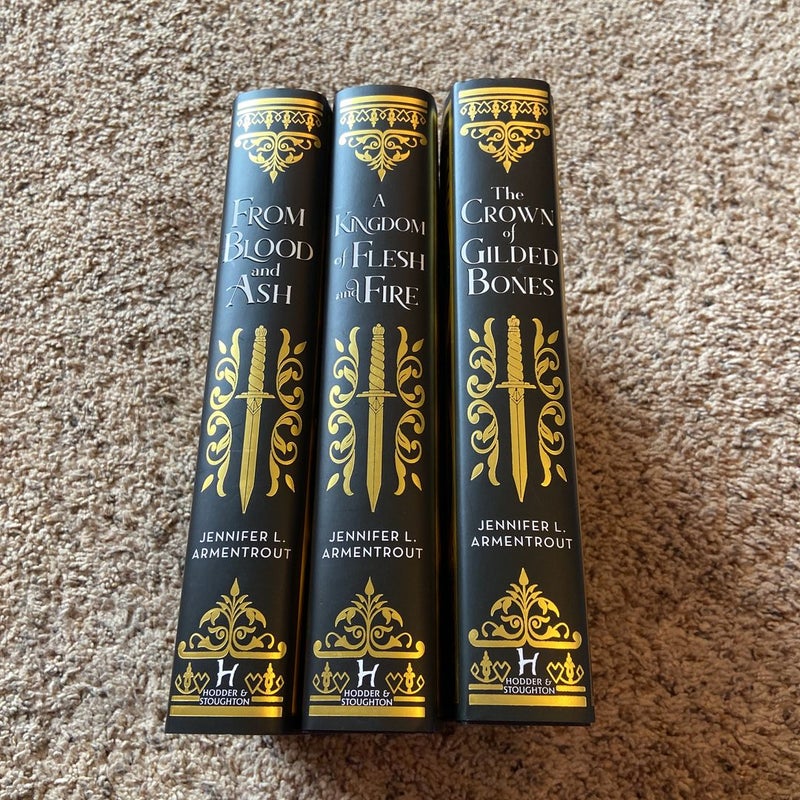 FROM
BLOOD
and
ASH
JENNIFER L.
ARMENTROUT
H
HODDER &
STOUGHTON
A
KINGDOM
of FLESH
and FIRE
JENNIFER L.
ARMENTROUT
H
HODDER &
STOUGHTON
The
CROWN
of
GILDED
BONES
JENNIFER L.
ARMENTROUT
H
HODDER &
STOUGHTON